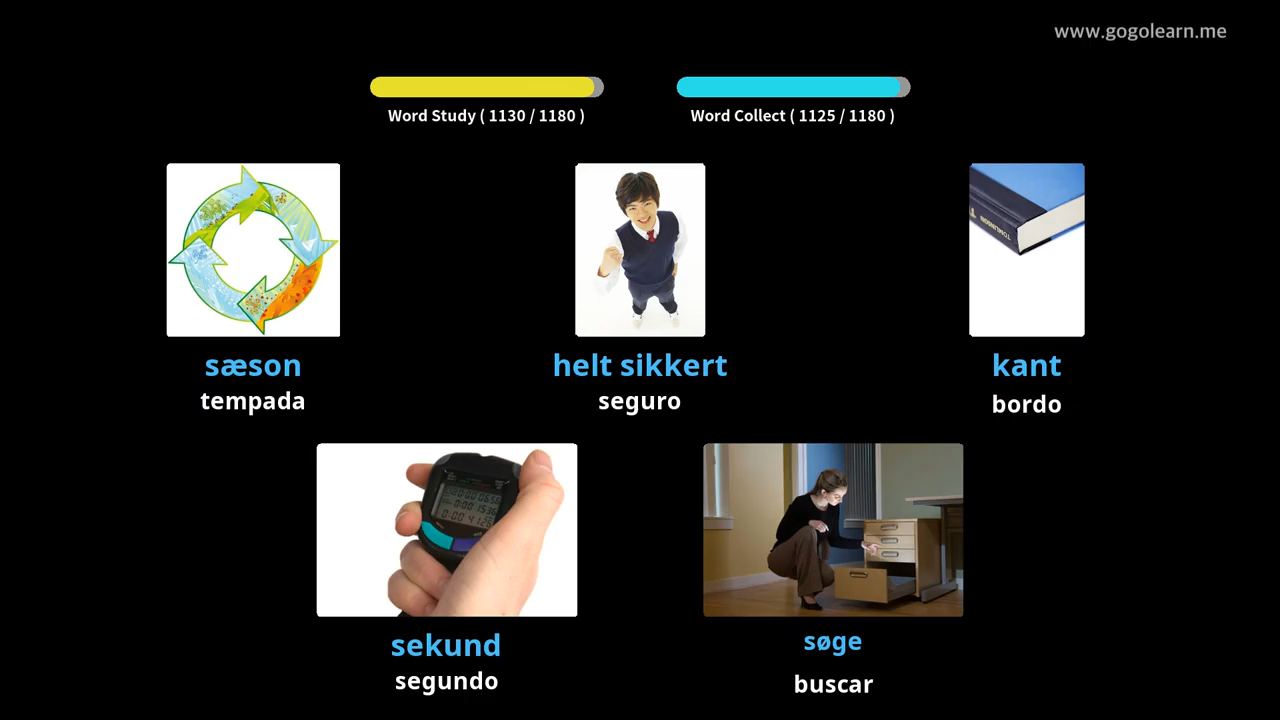 www.gogolearn.me
Word Study ( 1130 / 1180 )
Word Collect ( 1125 / 1180 )
TOMLINSON
sæson
tempada
helt sikkert
seguro
kant
bordo
sekund
segundo
søge
buscar